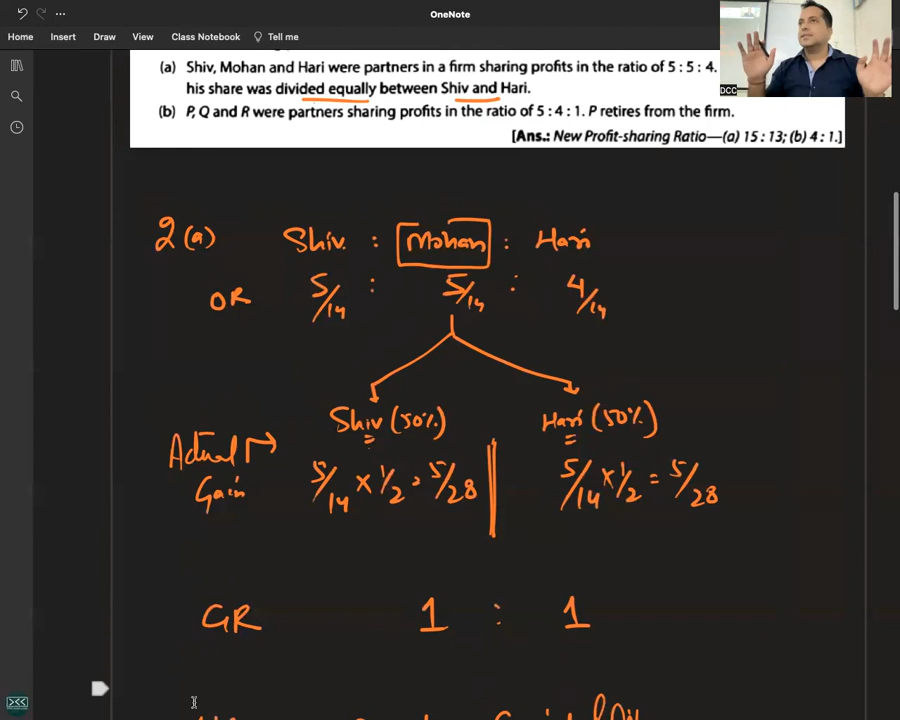 OneNote
Home Insert Draw View Class Notebook Tell me
(a) Shiv, Mohan and Hari were partners in a firm sharing profits in the ratio of 5 : 5 : 4.
his share was divided equally between Shiv and Hari.
(b) P, Q and R were partners sharing profits in the ratio of 5 : 4 : 1. P retires from the firm.
[Ans.: New Profit-sharing Ratio—(a) 15 : 13; (b) 4 : 1.]
DCC
2(a) Shiv : Mohan : Hari
OR 5/14 : 5/14 : 4/14
Shiv (50%) Hari (50%)
Actual
Gain 5/14 × 1/2 = 5/28 5/14 × 1/2 = 5/28
GR 1 : 1